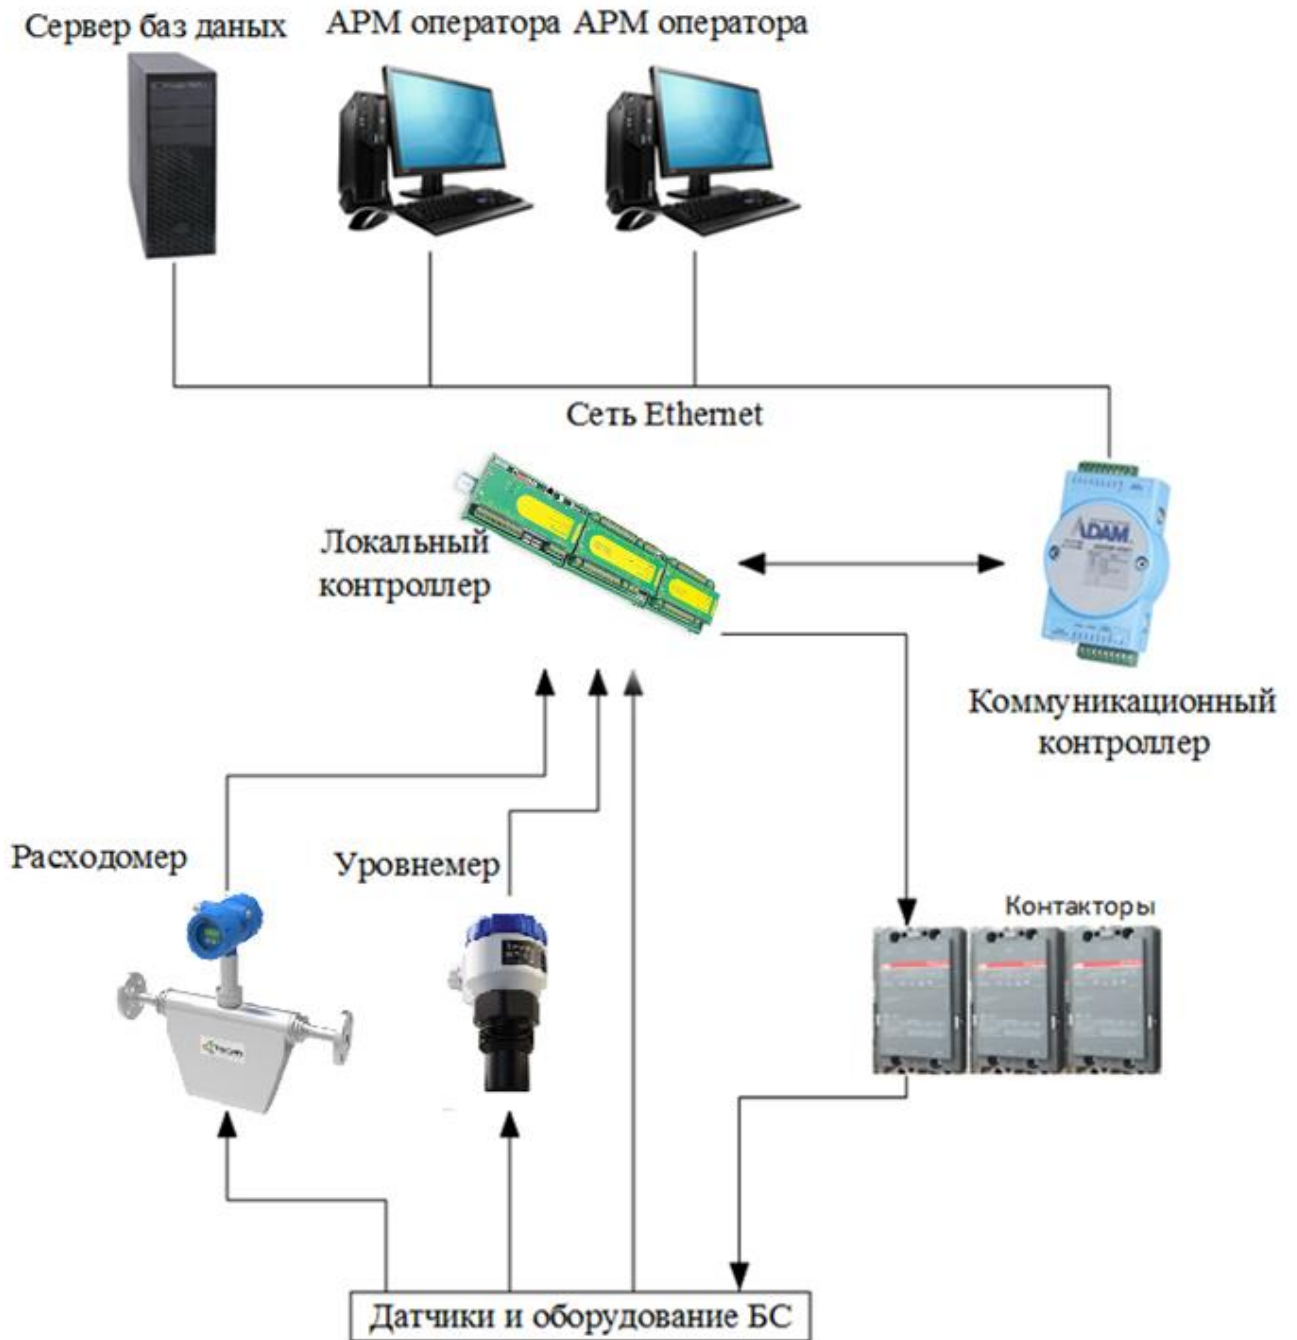 Сервер баз даных
АРМ оператора
АРМ оператора
Сеть Ethernet
Локальный
контроллер
ADAM
Коммуникационный
контроллер
Расходомер
Уровнемер
Контакторы
Датчики и оборудование БС